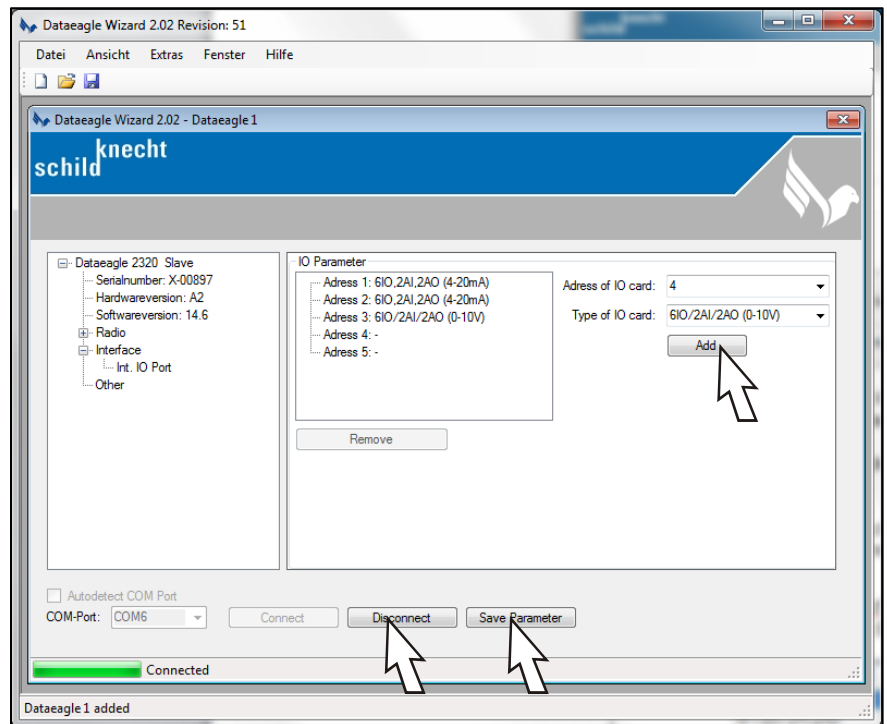 Dataeagle Wizard 2.02 Revision: 51
Datei Ansicht Extras Fenster Hilfe
Dataeagle Wizard 2.02 - Dataeagle 1
schildknecht
Dataeagle 2320 Slave
Serialnumber: X-00897
Hardwareversion: A2
Softwareversion: 14.6
Radio
Interface
Int. IO Port
Other
IO Parameter
Adress 1: 6IO,2AI,2AO (4-20mA)
Adress 2: 6IO,2AI,2AO (4-20mA)
Adress 3: 6IO/2AI/2AO (0-10V)
Adress 4: -
Adress 5: -
Remove
Adress of IO card: 4
Type of IO card: 6IO/2AI/2AO (0-10V)
Add
Autodetect COM Port
COM-Port: COM6 Connect Disconnect Save Parameter
Connected
Dataeagle 1 added